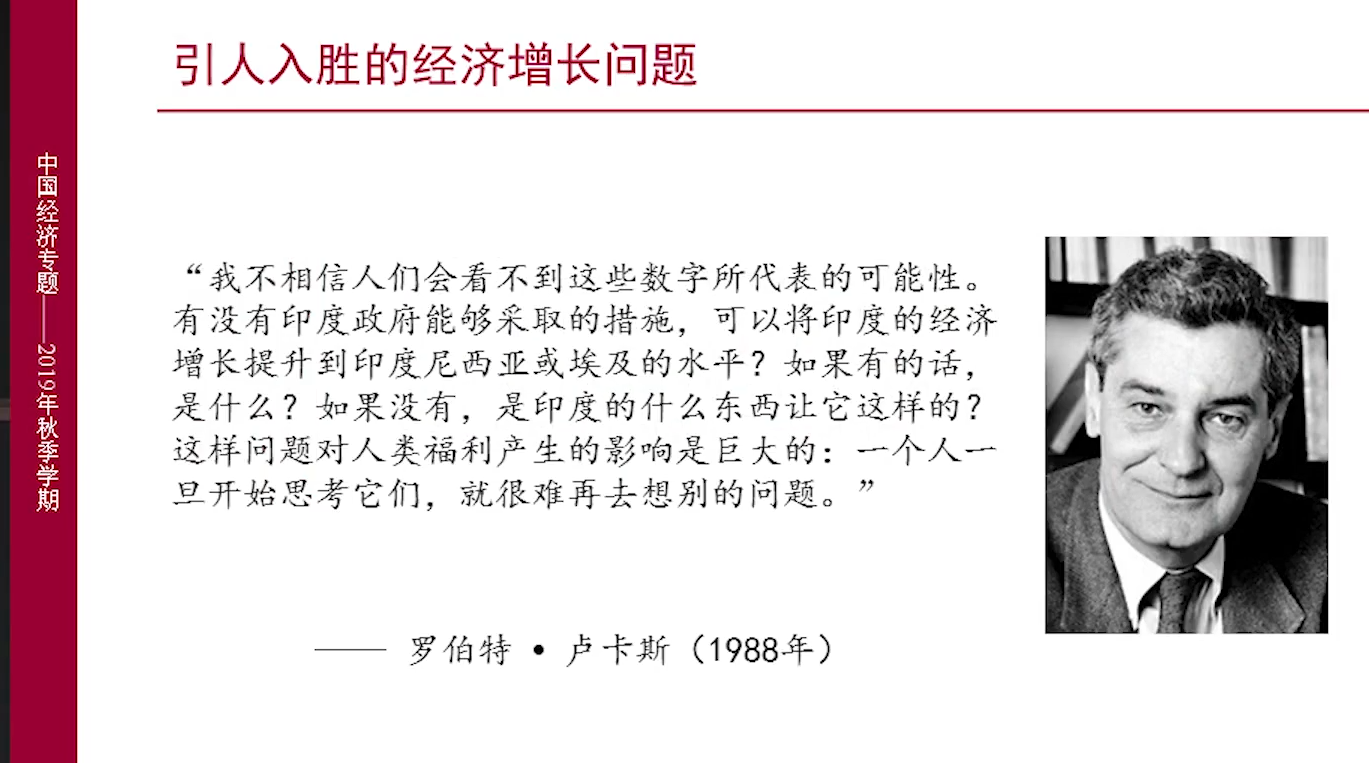 引人入胜的经济增长问题
中国经济专题——2019年秋季学期
“我不相信人们会看不到这些数字所代表的可能性。
有没有印度政府能够采取的措施，可以将印度的经济
增长提升到印度尼西亚或埃及的水平？如果有的话，
是什么？如果没有，是印度的什么东西让它这样的？
这样问题对人类福利产生的影响是巨大的：一个人一
旦开始思考它们，就很难再去想别的问题。”
—— 罗伯特 • 卢卡斯（1988年）